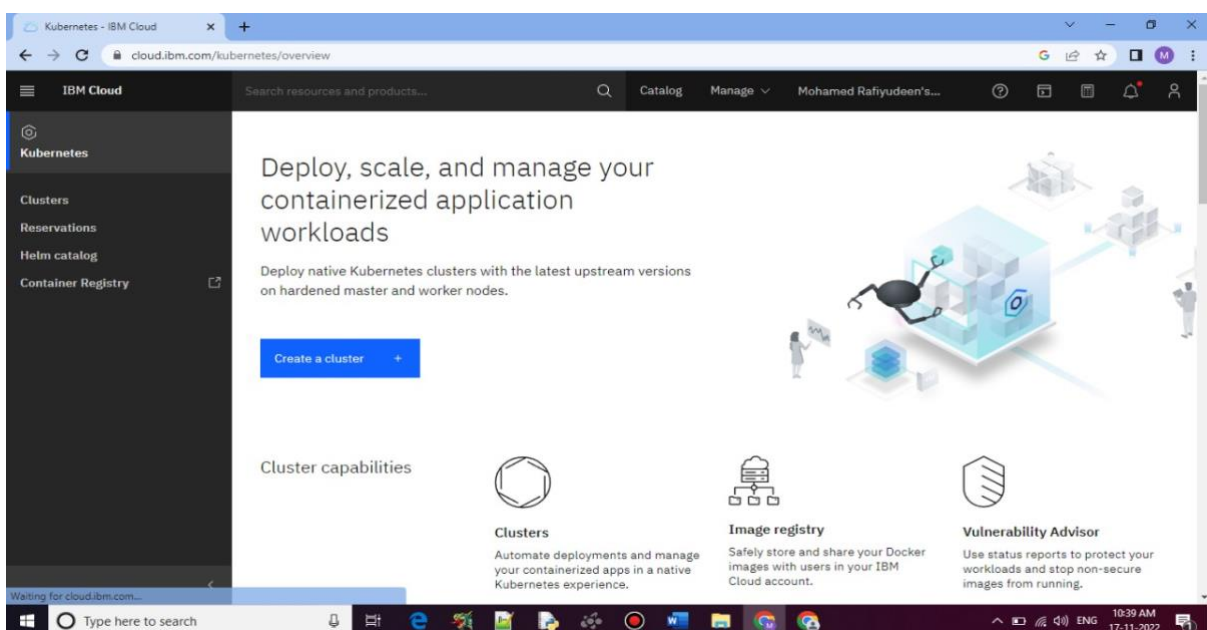 Kubernetes - IBM Cloud
cloud.ibm.com/kubernetes/overview
M
IBM Cloud
Search resources and products...
Catalog
Manage
Mohamed Rafiyudeen's...
Kubernetes
Clusters
Reservations
Helm catalog
Container Registry
Deploy, scale, and manage your
containerized application
workloads
Deploy native Kubernetes clusters with the latest upstream versions
on hardened master and worker nodes.
Create a cluster +
Cluster capabilities
Clusters
Automate deployments and manage
your containerized apps in a native
Kubernetes experience.
Image registry
Safely store and share your Docker
images with users in your IBM
Cloud account.
Vulnerability Advisor
Use status reports to protect your
workloads and stop non-secure
images from running.
Waiting for cloud.ibm.com...
Type here to search
ENG
10:39 AM
17-11-2022